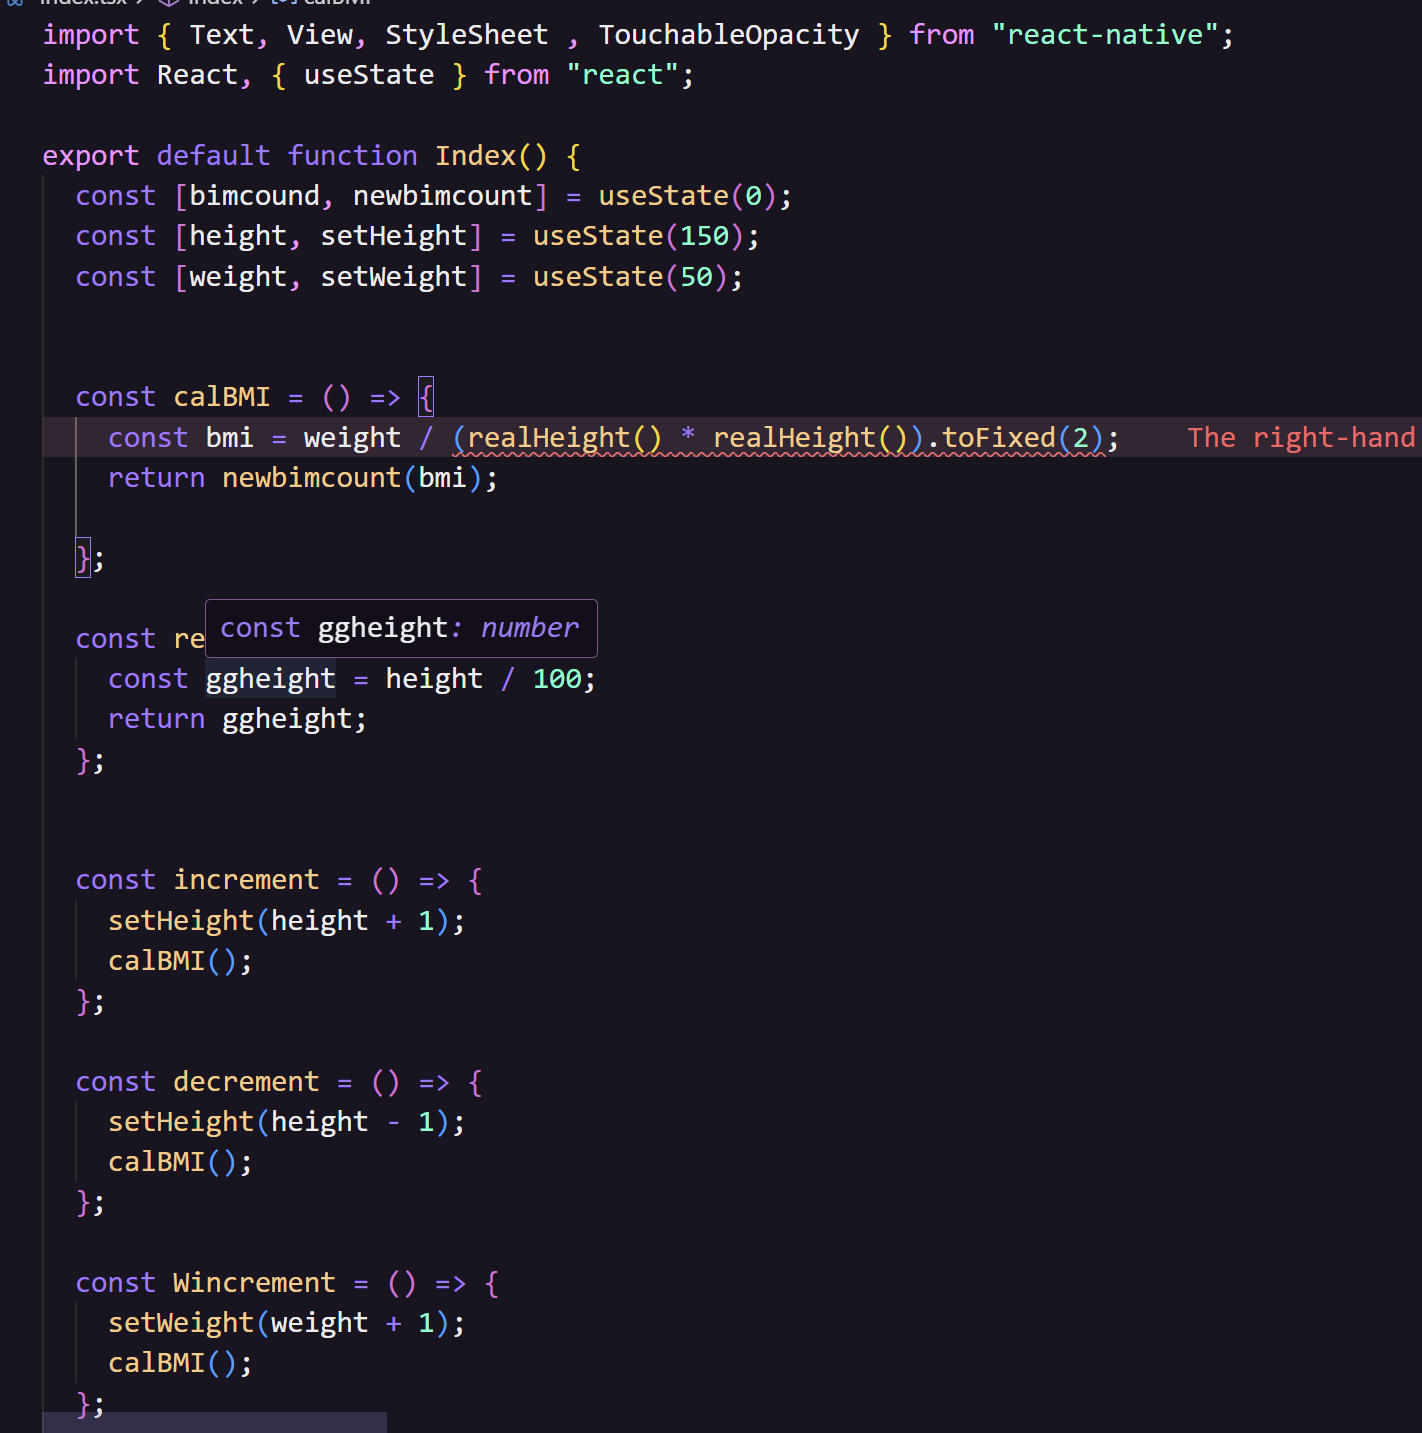 import { Text, View, StyleSheet , TouchableOpacity } from "react-native";
import React, { useState } from "react";
export default function Index() {
const [bimcound, newbimcount] = useState(0);
const [height, setHeight] = useState(150);
const [weight, setWeight] = useState(50);
const calBMI = () => {
const bmi = weight / (realHeight() * realHeight()).toFixed(2); The right-hand
return newbimcount(bmi);
};
const ggheight: number
const re
const ggheight = height / 100;
return ggheight;
};
const increment = () => {
setHeight(height + 1);
calBMI();
};
const decrement = () => {
setHeight(height - 1);
calBMI();
};
const Wincrement = () => {
setWeight(weight + 1);
calBMI();
};